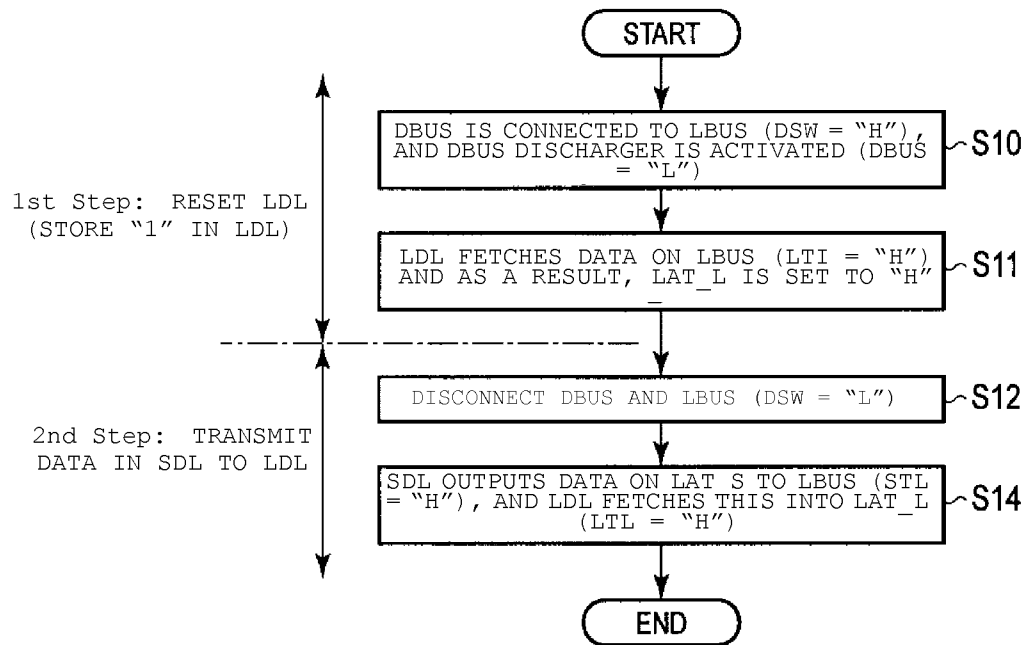 START
DBUS IS CONNECTED TO LBUS (DSW = “H”),
AND DBUS DISCHARGER IS ACTIVATED (DBUS
= “L”)
S10
1st Step: RESET LDL
(STORE “1” IN LDL)
LDL FETCHES DATA ON LBUS (LTI = “H”)
AND AS A RESULT, LAT_L IS SET TO “H”
S11
DISCONNECT DBUS AND LBUS (DSW = “L”)
S12
2nd Step: TRANSMIT
DATA IN SDL TO LDL
SDL OUTPUTS DATA ON LAT S TO LBUS (STL
= “H”), AND LDL FETCHES THIS INTO LAT_L
(LTL = “H”)
S14
END